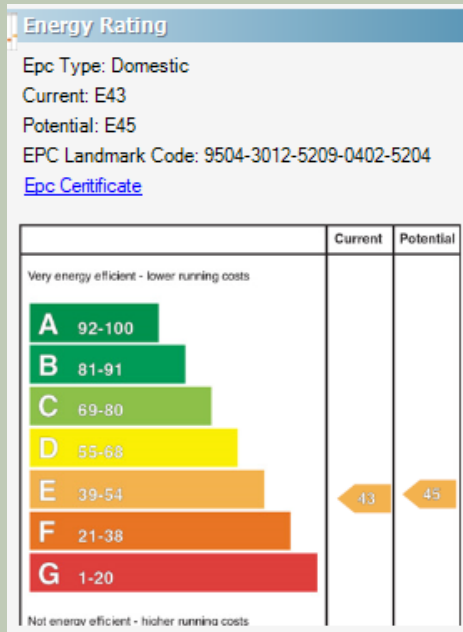 Energy Rating
Epc Type: Domestic
Current: E43
Potential: E45
EPC Landmark Code: 9504-3012-5209-0402-5204
Epc Ceritificate
Current Potential
Very energy efficient - lower running costs
A 92-100
B 81-91
C 69-80
D 55-68
E 39-54 43 45
F 21-38
G 1-20
Not energy efficient - higher running costs